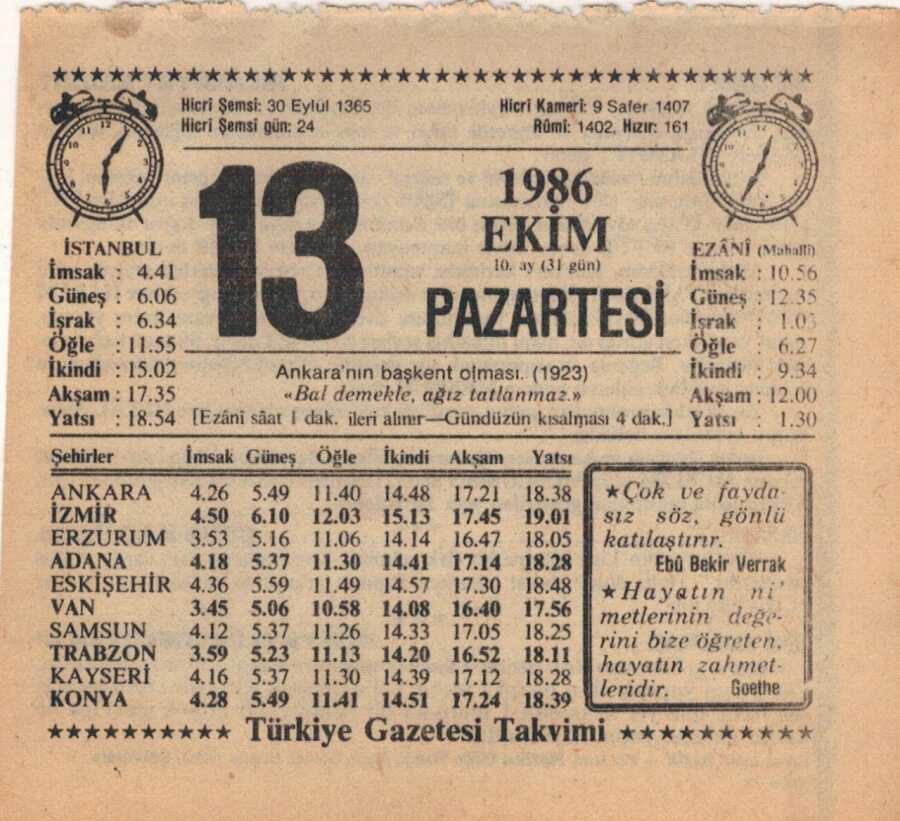 Hicrî Şemsî: 30 Eylül 1365
Hicrî Şemsî gün: 24
Hicrî Kamerî: 9 Safer 1407
Rûmî: 1402, Hızır: 161
13
1986
EKİM
10. ay (31 gün)
PAZARTESİ
İSTANBUL
İmsak : 4.41
Güneş : 6.06
İşrak : 6.34
Öğle : 11.55
İkindi : 15.02
Akşam : 17.35
Yatsı : 18.54
EZÂNÎ (Mahallî)
İmsak : 10.56
Güneş : 12.35
İşrak : 1.03
Öğle : 6.27
İkindi : 9.34
Akşam : 12.00
Yatsı : 1.30
Ankara'nın başkent olması. (1923)
«Bal demekle, ağız tatlanmaz.»
[Ezânî sâat 1 dak. ileri alınır—Gündüzün kısalması 4 dak.]
Şehirler İmsak Güneş Öğle İkindi Akşam Yatsı
ANKARA 4.26 5.49 11.40 14.48 17.21 18.38
İZMİR 4.50 6.10 12.03 15.13 17.45 19.01
ERZURUM 3.53 5.16 11.06 14.14 16.47 18.05
ADANA 4.18 5.37 11.30 14.41 17.14 18.28
ESKİŞEHİR 4.36 5.59 11.49 14.57 17.30 18.48
VAN 3.45 5.06 10.58 14.08 16.40 17.56
SAMSUN 4.12 5.37 11.26 14.33 17.05 18.25
TRABZON 3.59 5.23 11.13 14.20 16.52 18.11
KAYSERİ 4.16 5.37 11.30 14.39 17.12 18.28
KONYA 4.28 5.49 11.41 14.51 17.24 18.39
★Çok ve fayda-
sız söz, gönlü
katılaştırır.
Ebû Bekir Verrak
★Hayatın ni'
metlerinin değe-
rini bize öğreten,
hayatın zahmet-
leridir. Goethe
Türkiye Gazetesi Takvimi